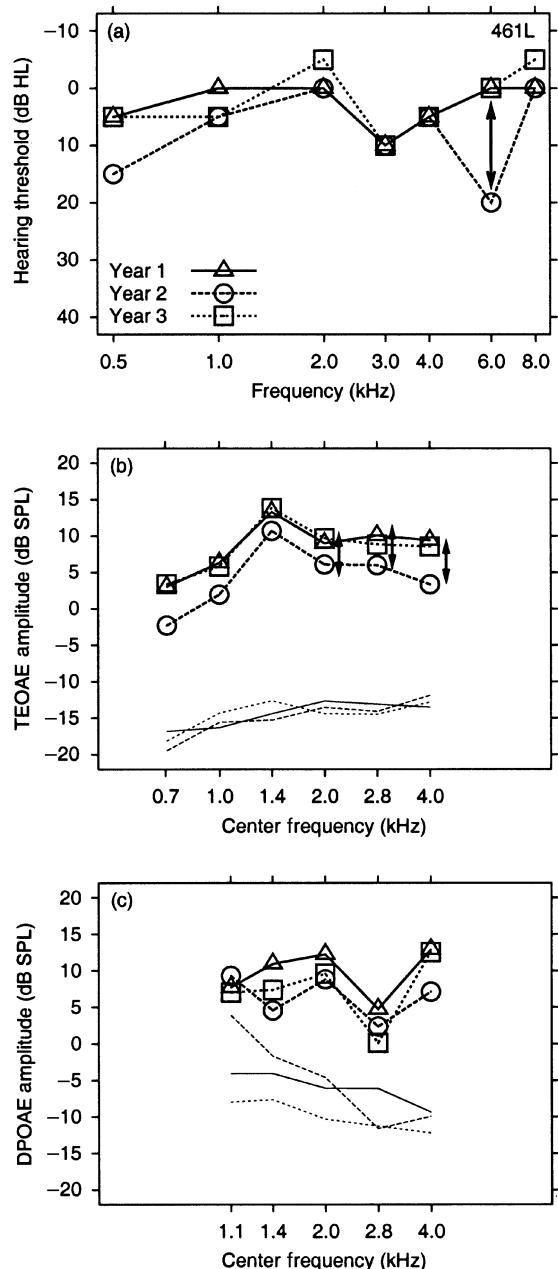 (a) 461L
Hearing threshold (dB HL)
−10
0
10
20
30
40
Year 1
Year 2
Year 3
0.5 1.0 2.0 3.0 4.0 6.0 8.0
Frequency (kHz)
(b)
TEOAE amplitude (dB SPL)
20
15
10
5
0
−5
−10
−15
−20
0.7 1.0 1.4 2.0 2.8 4.0
Center frequency (kHz)
(c)
DPOAE amplitude (dB SPL)
20
15
10
5
0
−5
−10
−15
−20
1.1 1.4 2.0 2.8 4.0
Center frequency (kHz)